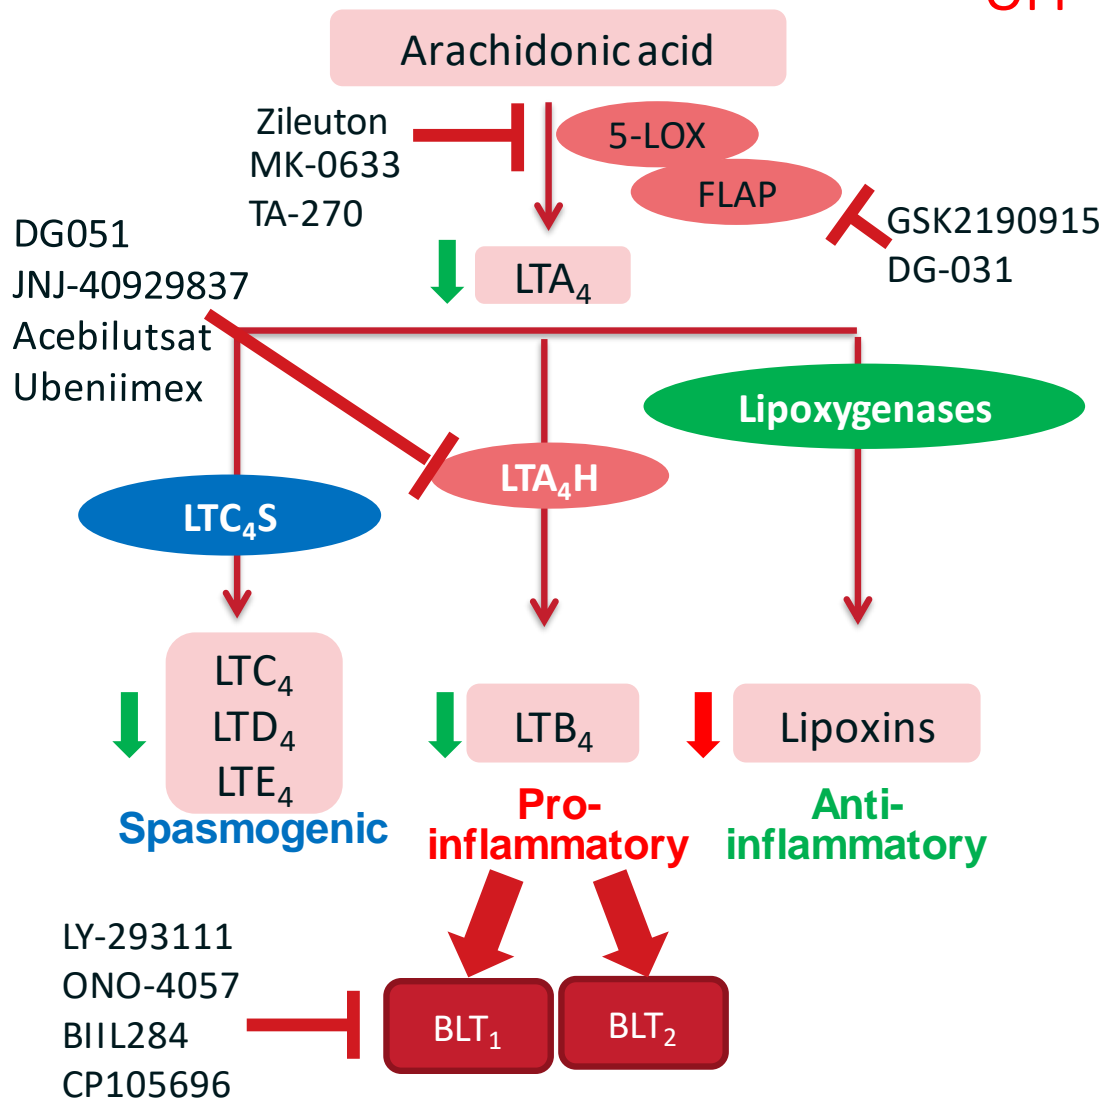 Arachidonic acid
Zileuton
MK-0633
TA-270
5-LOX
FLAP
GSK2190915
DG-031
DG051
JNJ-40929837
Acebilutsat
Ubeniimex
LTA₄
Lipoxygenases
LTA₄H
LTC₄S
LTC₄
LTD₄
LTE₄
Spasmogenic
LTB₄
Pro-
inflammatory
Lipoxins
Anti-
inflammatory
LY-293111
ONO-4057
BIIL284
CP105696
BLT₁
BLT₂